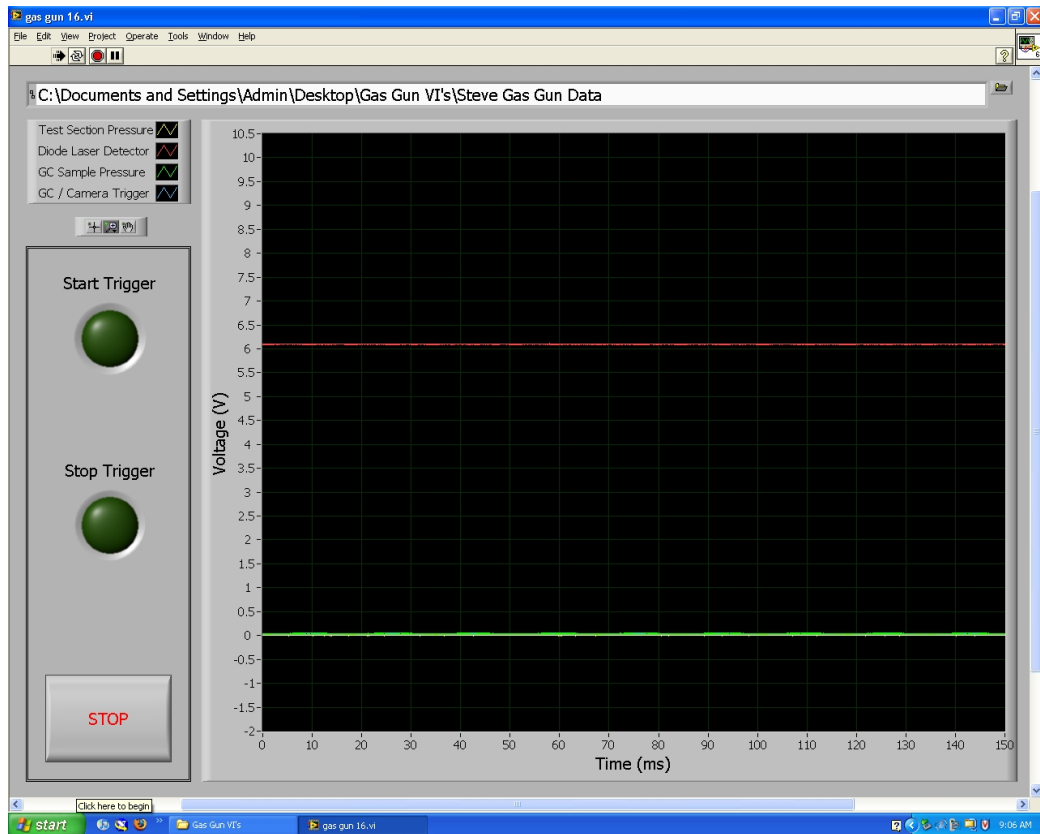 gas gun 16.vi
File Edit View Project Operate Tools Window Help
C:\Documents and Settings\Admin\Desktop\Gas Gun VI's\Steve Gas Gun Data
Test Section Pressure
Diode Laser Detector
GC Sample Pressure
GC / Camera Trigger
Start Trigger
Stop Trigger
STOP
Voltage (V)
10.5
10
9.5
9
8.5
8
7.5
7
6.5
6
5.5
5
4.5
4
3.5
3
2.5
2
1.5
1
0.5
0
-0.5
-1
-1.5
-2
0 10 20 30 40 50 60 70 80 90 100 110 120 130 140 150
Time (ms)
Click here to begin
start Gas Gun VI's gas gun 16.vi 9:06 AM